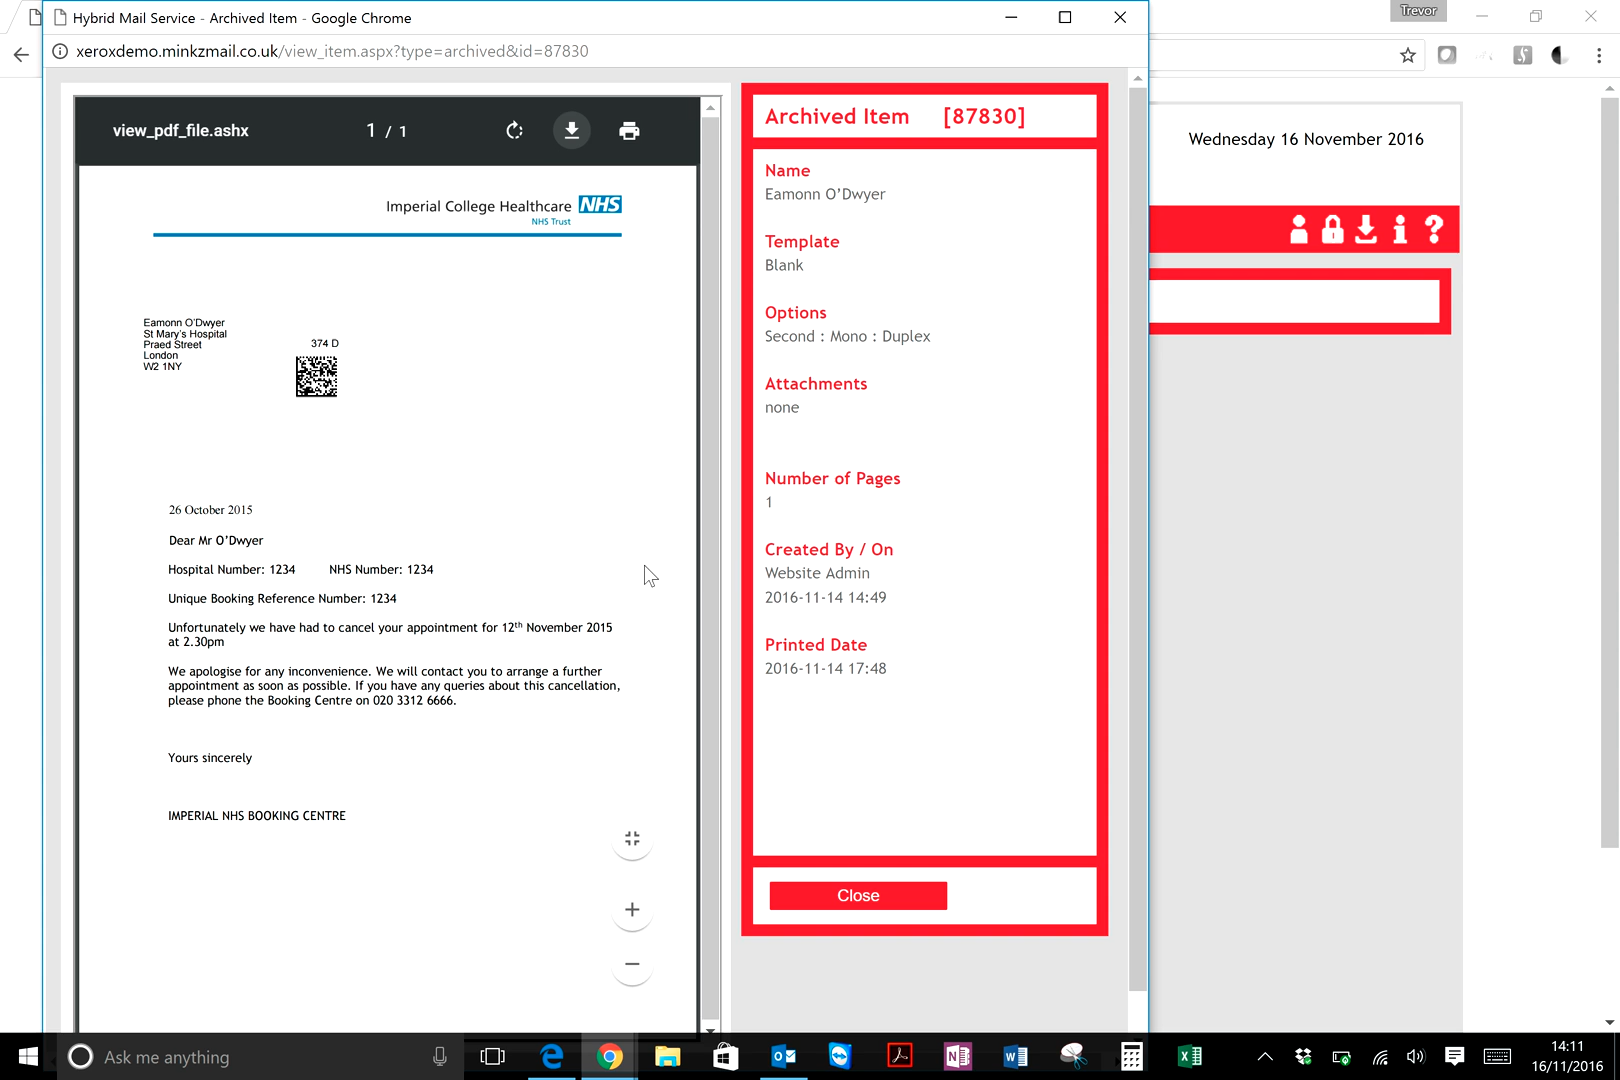 Hybrid Mail Service - Archived Item - Google Chrome
Trevor
xeroxdemo.minkzmail.co.uk/view_item.aspx?type=archived&id=87830
view_pdf_file.ashx
1 / 1
Imperial College Healthcare NHS
NHS Trust
Eamonn O'Dwyer
St Mary's Hospital
Praed Street
London
W2 1NY
374 D
26 October 2015
Dear Mr O'Dwyer
Hospital Number: 1234 NHS Number: 1234
Unique Booking Reference Number: 1234
Unfortunately we have had to cancel your appointment for 12th November 2015
at 2.30pm
We apologise for any inconvenience. We will contact you to arrange a further
appointment as soon as possible. If you have any queries about this cancellation,
please phone the Booking Centre on 020 3312 6666.
Yours sincerely
IMPERIAL NHS BOOKING CENTRE
Archived Item [87830]
Name
Eamonn O'Dwyer
Template
Blank
Options
Second : Mono : Duplex
Attachments
none
Number of Pages
1
Created By / On
Website Admin
2016-11-14 14:49
Printed Date
2016-11-14 17:48
Close
Wednesday 16 November 2016
Ask me anything
14:11
16/11/2016